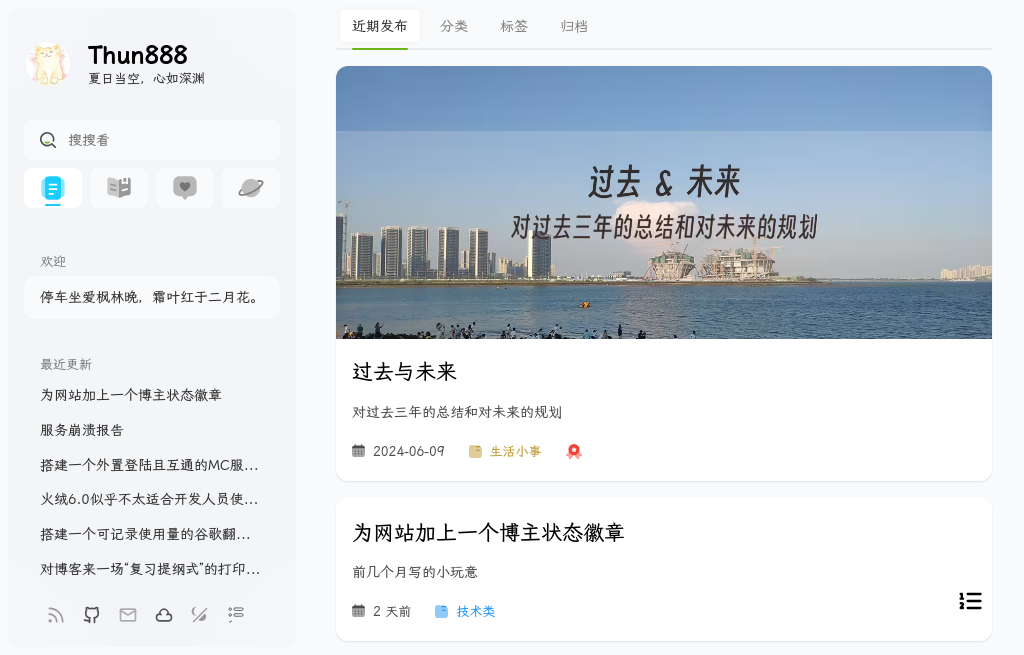 Thun888
夏日当空，心如深渊
搜搜看
欢迎
停车坐爱枫林晚，霜叶红于二月花。
最近更新
为网站加上一个博主状态徽章
服务崩溃报告
搭建一个外置登陆且互通的MC服...
火绒6.0似乎不太适合开发人员使...
搭建一个可记录使用量的谷歌翻...
对博客来一场“复习提纲式”的打印...
近期发布 分类 标签 归档
过去 & 未来
对过去三年的总结和对未来的规划
过去与未来
对过去三年的总结和对未来的规划
2024-06-09 生活小事
为网站加上一个博主状态徽章
前几个月写的小玩意
2 天前 技术类